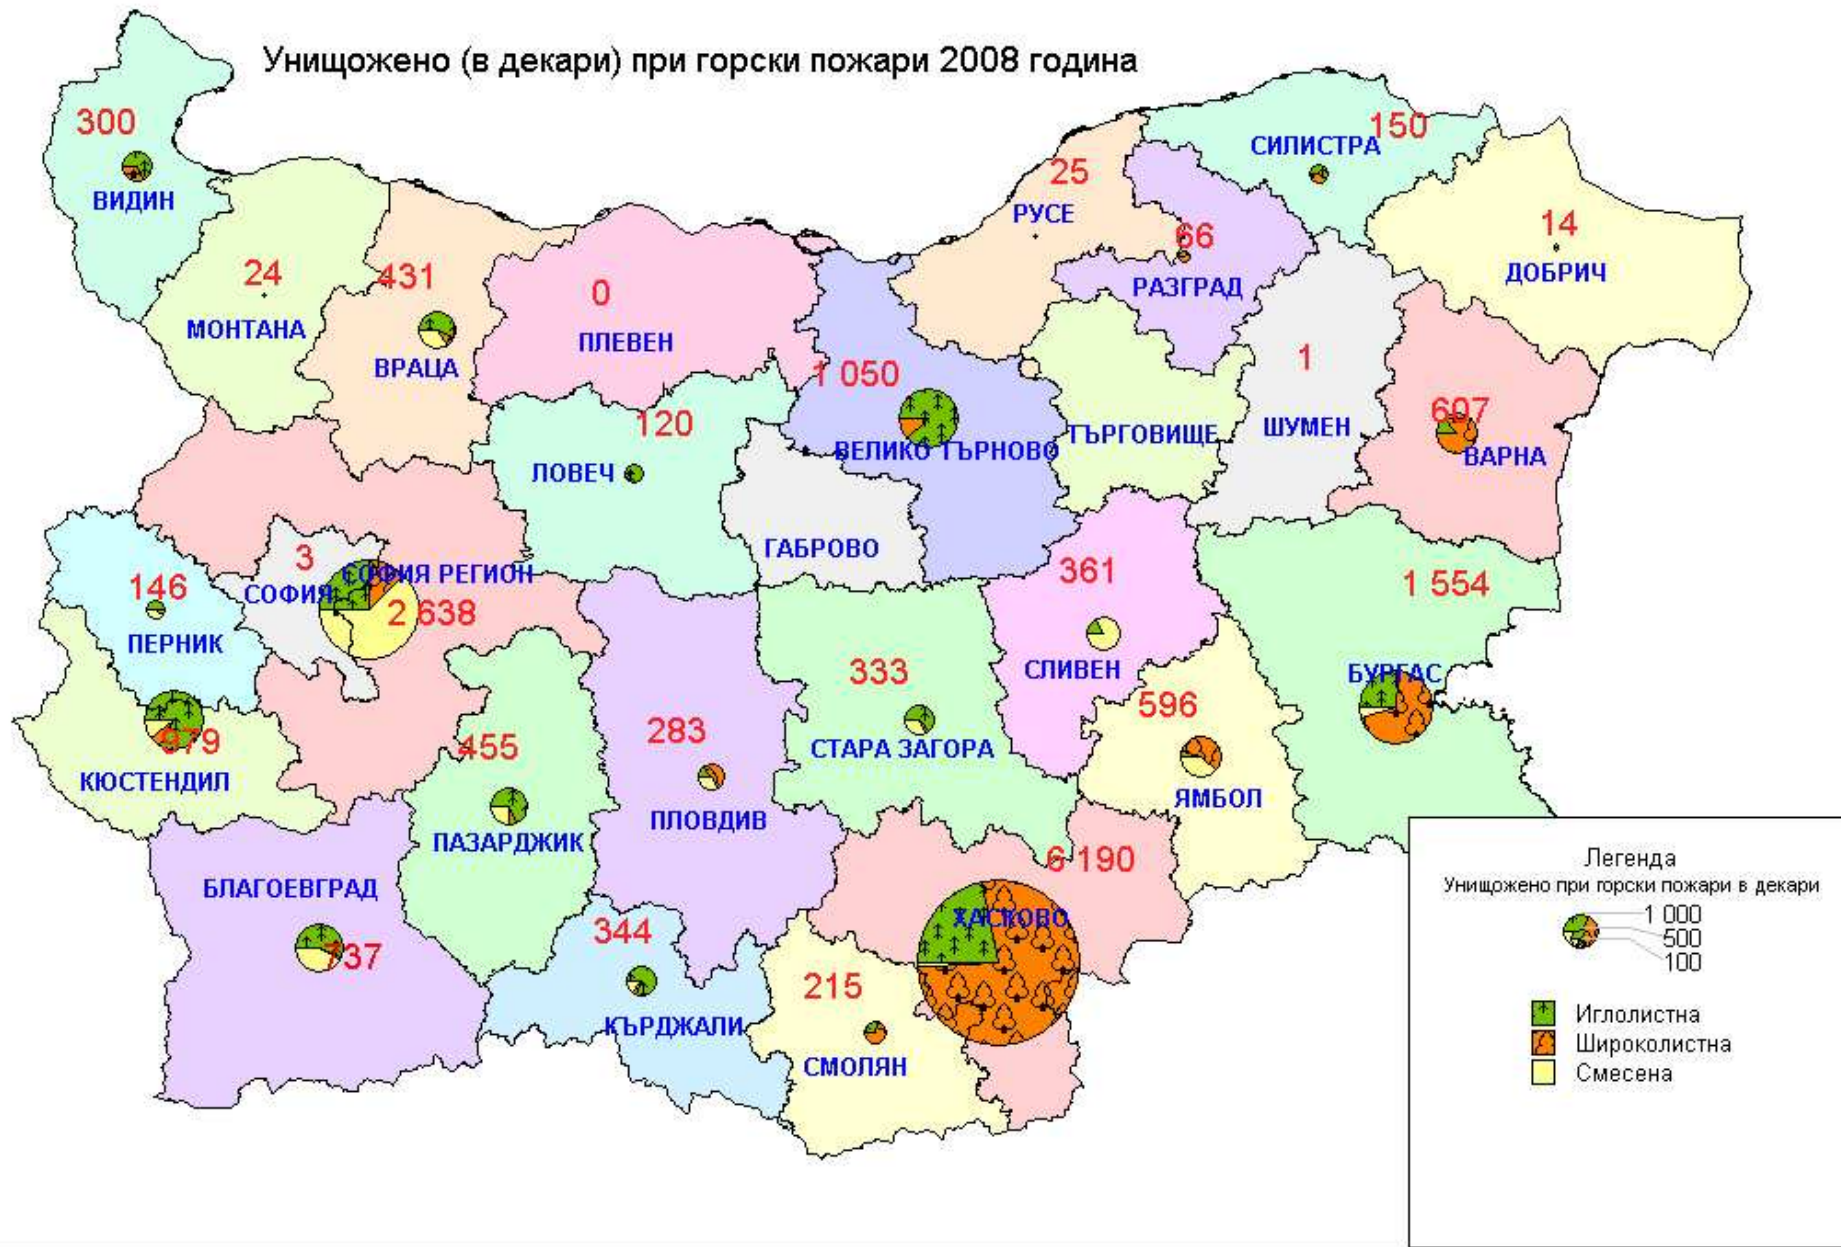 Унищожено (в декари) при горски пожари 2008 година
300
ВИДИН
24
МОНТАНА
431
ВРАЦА
0
ПЛЕВЕН
25
РУСЕ
66
РАЗГРАД
150
СИЛИСТРА
14
ДОБРИЧ
1 050
ВЕЛИКО ТЪРНОВО
ТЪРГОВИЩЕ
1
ШУМЕН
607
ВАРНА
120
ЛОВЕЧ
ГАБРОВО
3
СОФИЯ
СОФИЯ РЕГИОН
2 638
146
ПЕРНИК
979
КЮСТЕНДИЛ
455
ПАЗАРДЖИК
283
ПЛОВДИВ
333
СТАРА ЗАГОРА
361
СЛИВЕН
596
ЯМБОЛ
1 554
БУРГАС
БЛАГОЕВГРАД
737
344
КЪРДЖАЛИ
215
СМОЛЯН
6 190
ХАСКОВО
Легенда
Унищожено при горски пожари в декари
1 000
500
100
Иглолистна
Широколистна
Смесена